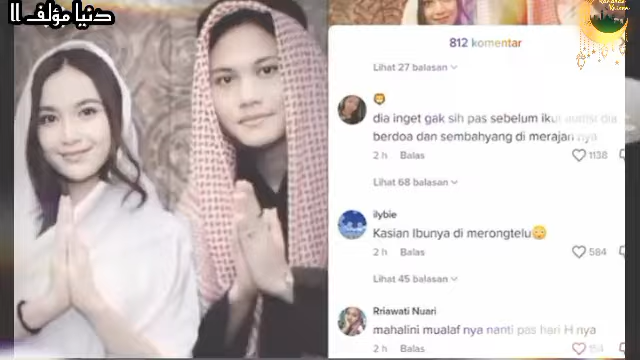 دنيا مؤلف اا
812 komentar
Lihat 27 balasan
dia inget gak sih pas sebelum ikut audisi dia
berdoa dan sembahyang di merajan nya
2 h Balas 1138
Lihat 68 balasan
ilybie
Kasian Ibunya di merongtelu😔
2 h Balas 584
Lihat 45 balasan
Rriawati Nuari
mahalini mualaf nya nanti pas hari H nya
2 h Balas